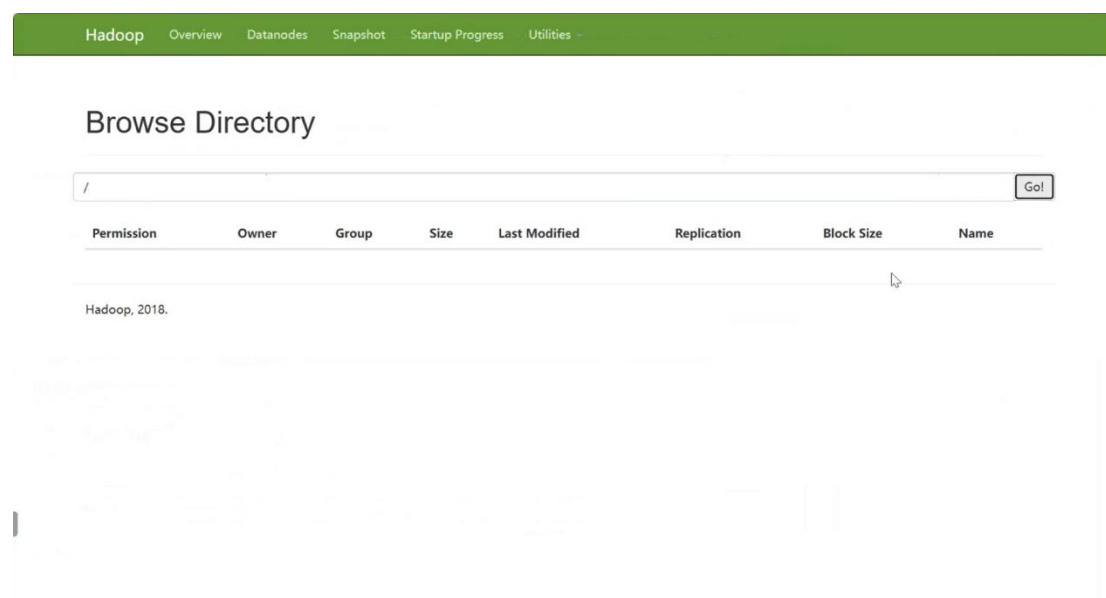 Hadoop Overview Datanodes Snapshot Startup Progress Utilities
Browse Directory
/ Go!
Permission Owner Group Size Last Modified Replication Block Size Name
Hadoop, 2018.